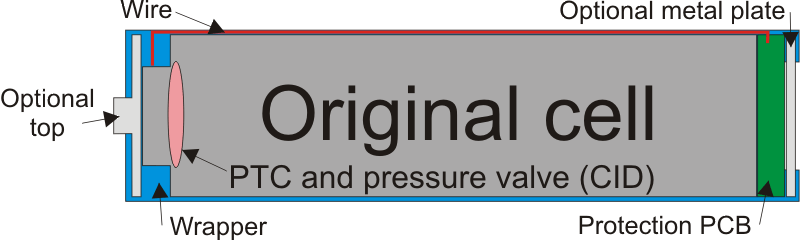 Wire
Optional metal plate
Optional
top
Original cell
PTC and pressure valve (CID)
Wrapper
Protection PCB